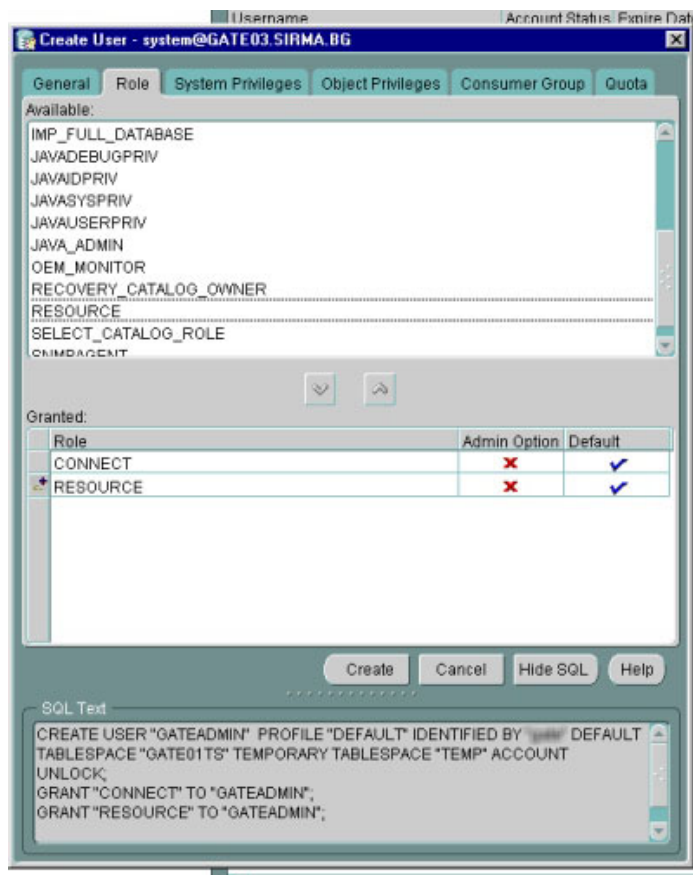 Username Account Status Expire Dat
Create User - system@GATE03.SIRMA.BG
General Role System Privileges Object Privileges Consumer Group Quota
Available:
IMP_FULL_DATABASE
JAVADEBUGPRIV
JAVAIDPRIV
JAVASYSPRIV
JAVAUSERPRIV
JAVA_ADMIN
OEM_MONITOR
RECOVERY_CATALOG_OWNER
RESOURCE
SELECT_CATALOG_ROLE
SNMPAGENT
Granted:
Role Admin Option Default
CONNECT
RESOURCE
Create Cancel Hide SQL Help
SQL Text
CREATE USER "GATEADMIN" PROFILE "DEFAULT" IDENTIFIED BY DEFAULT
TABLESPACE "GATE01TS" TEMPORARY TABLESPACE "TEMP" ACCOUNT
UNLOCK;
GRANT "CONNECT" TO "GATEADMIN";
GRANT "RESOURCE" TO "GATEADMIN";